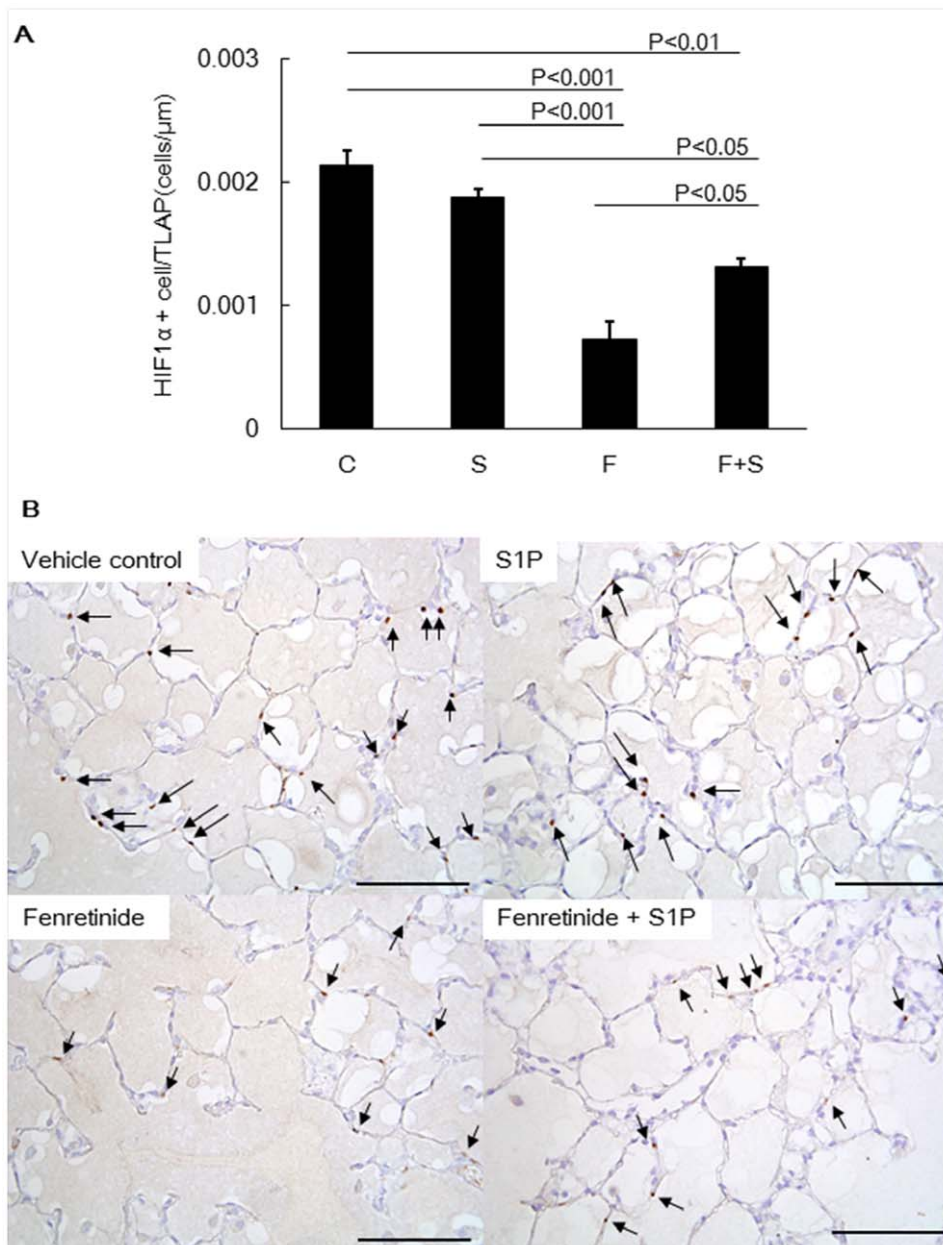 A
P<0.01
0.003
P<0.001
P<0.001
P<0.05
0.002
P<0.05
HIF1α + cell/TLAP(cells/μm)
0.001
0
C S F F+S
B
Vehicle control S1P
Fenretinide Fenretinide + S1P